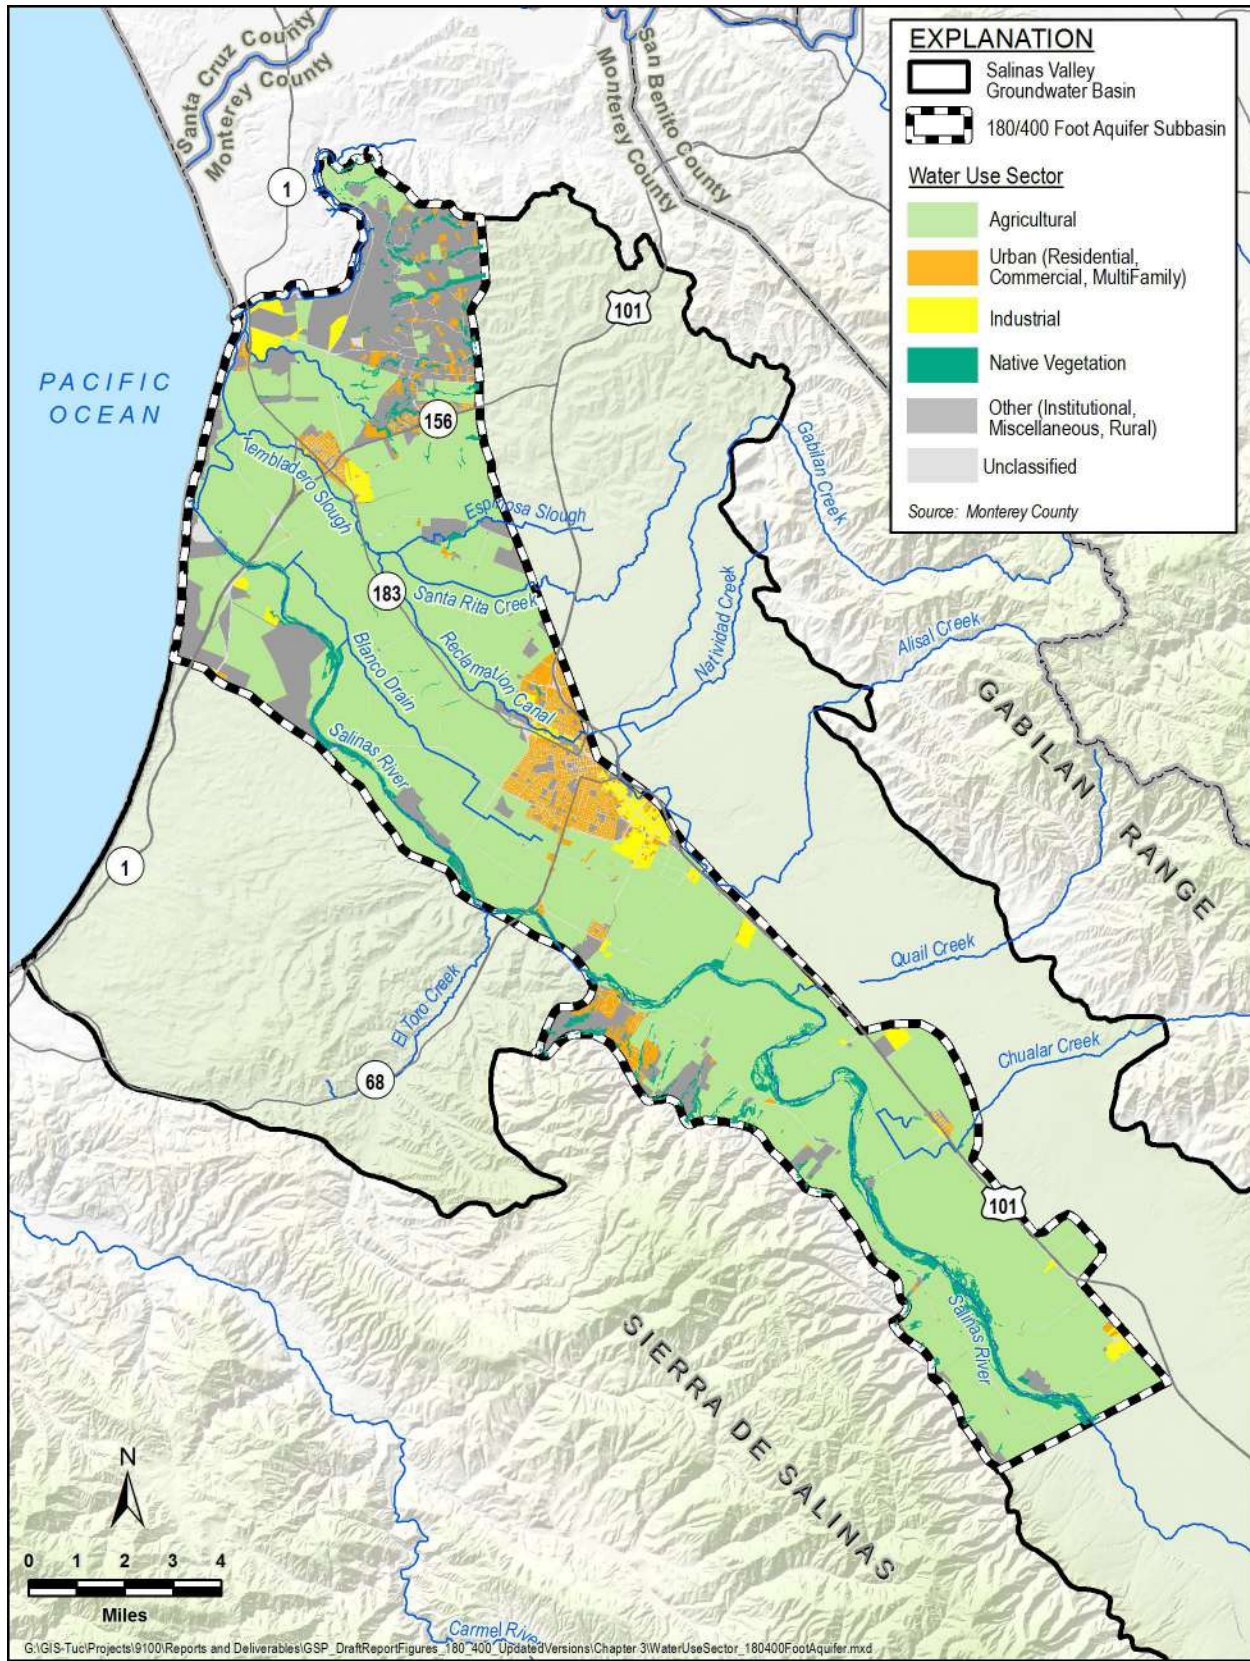 Santa Cruz County
Monterey County
San Benito County
Monterey County
EXPLANATION
Salinas Valley
Groundwater Basin
180/400 Foot Aquifer Subbasin
Water Use Sector
Agricultural
Urban (Residential,
Commercial, MultiFamily)
Industrial
Native Vegetation
Other (Institutional,
Miscellaneous, Rural)
Unclassified
Source: Monterey County
1
101
PACIFIC
OCEAN
156
Tembladero Slough
Gabilan Creek
Espinosa Slough
183
Santa Rita Creek
Natividad Creek
Alisal Creek
Blanco Drain
Reclamation Canal
GABILAN
RANGE
Salinas River
1
Quail Creek
El Toro Creek
Chualar Creek
68
101
Salinas River
SIERRA DE SALINAS
N
0 1 2 3 4
Miles
Carmel River
G:\GIS-Tuc\Projects\9100\Reports and Deliverables\GSP_DraftReportFigures_180_400_UpdatedVersions\Chapter 3\WaterUseSector_180400FootAquifer.mxd